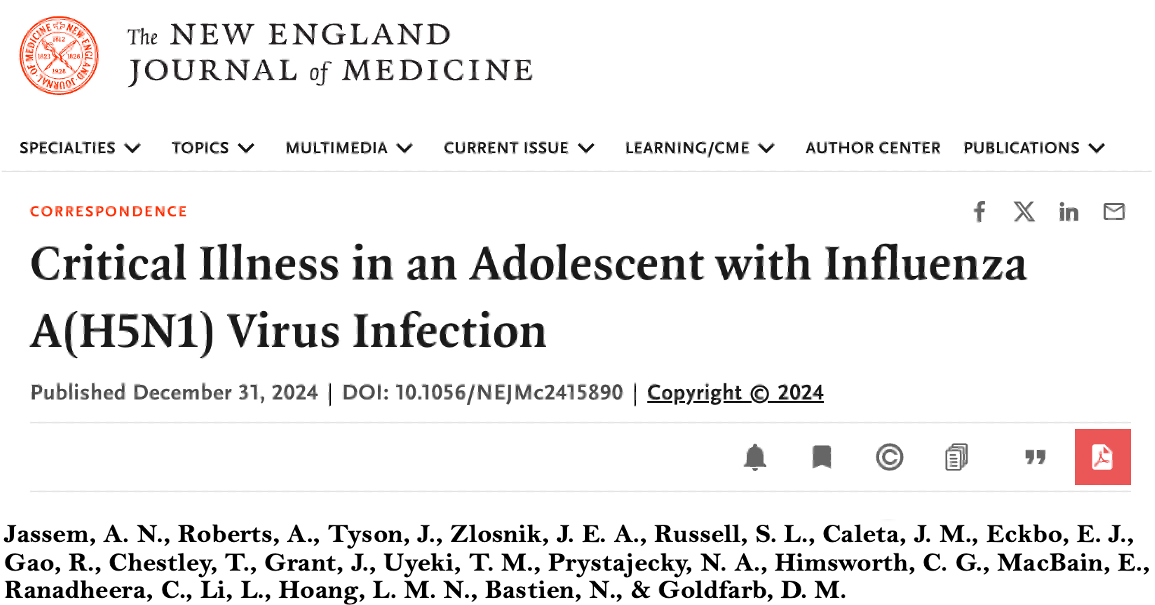 The NEW ENGLAND
JOURNAL of MEDICINE
SPECIALTIES TOPICS MULTIMEDIA CURRENT ISSUE LEARNING/CME AUTHOR CENTER PUBLICATIONS
CORRESPONDENCE
Critical Illness in an Adolescent with Influenza
A(H5N1) Virus Infection
Published December 31, 2024 | DOI: 10.1056/NEJMc2415890 | Copyright © 2024
Jassem, A. N., Roberts, A., Tyson, J., Zlosnik, J. E. A., Russell, S. L., Caleta, J. M., Eckbo, E. J.,
Gao, R., Chestley, T., Grant, J., Uyeki, T. M., Prystajecky, N. A., Himsworth, C. G., MacBain, E.,
Ranadheera, C., Li, L., Hoang, L. M. N., Bastien, N., & Goldfarb, D. M.